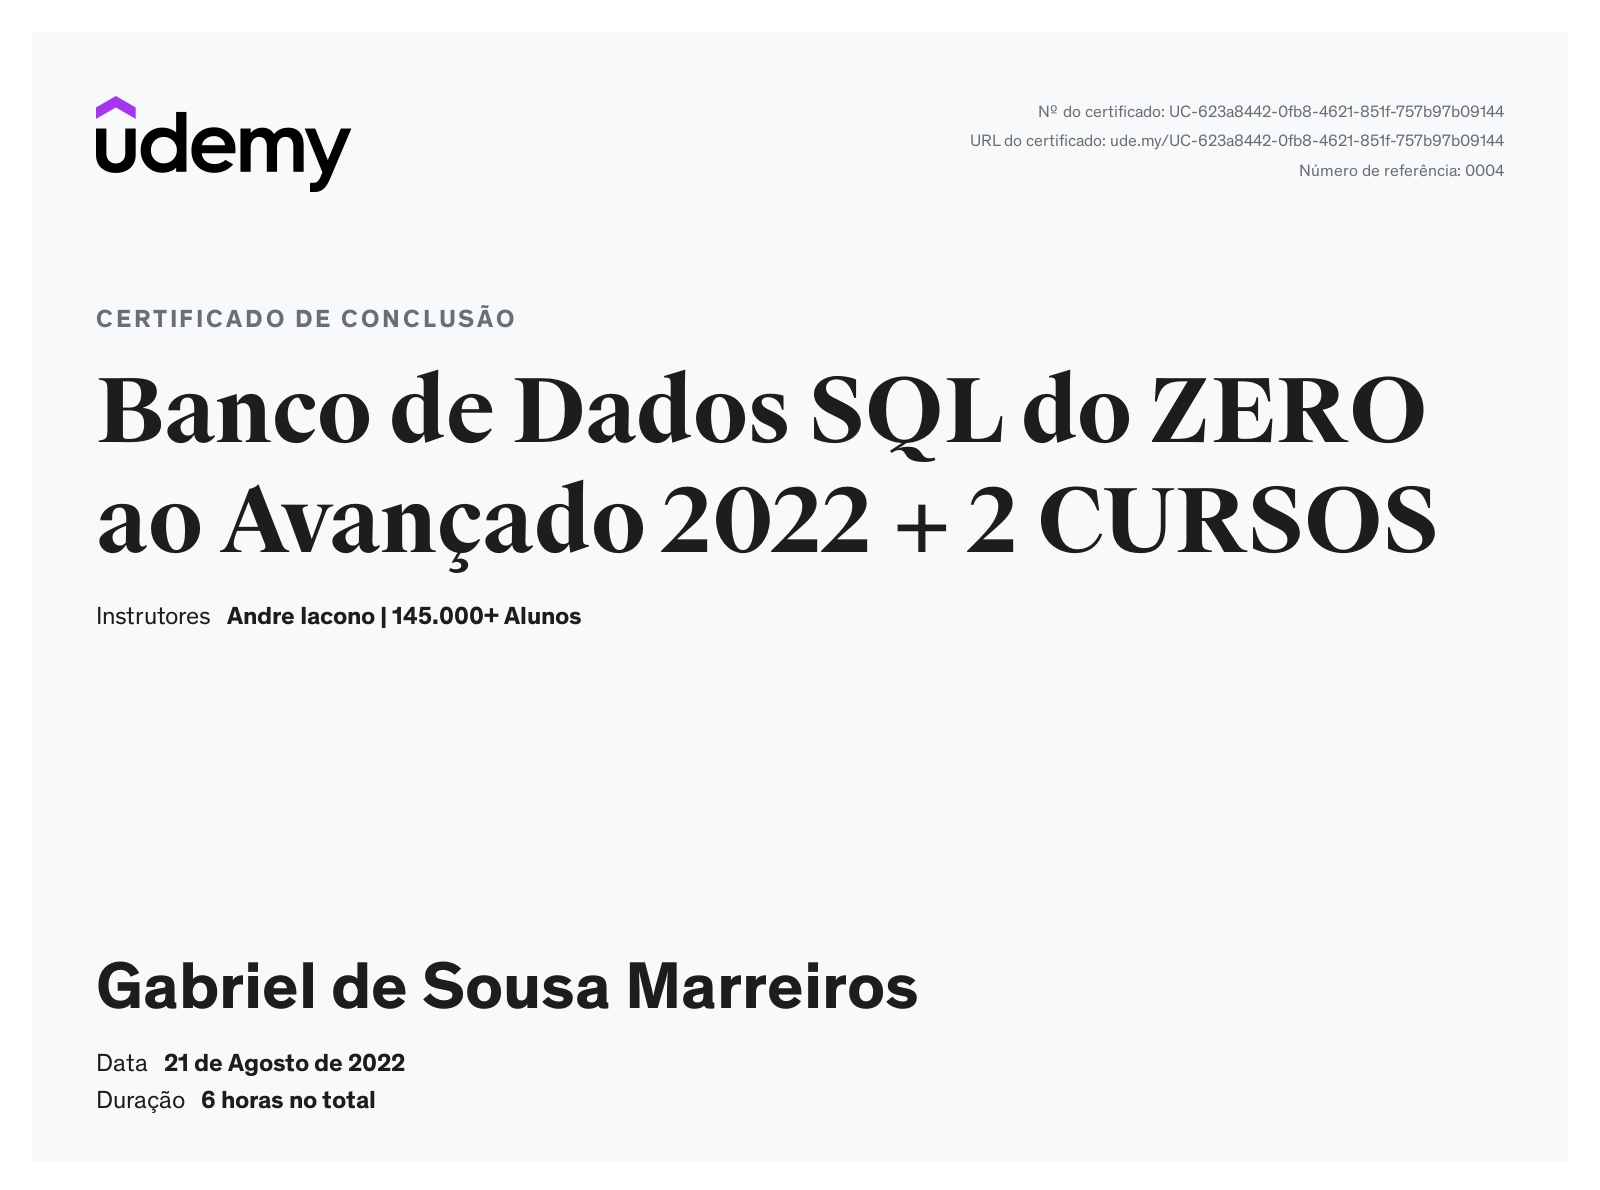 udemy
Nº do certificado: UC-623a8442-0fb8-4621-851f-757b97b09144
URL do certificado: ude.my/UC-623a8442-0fb8-4621-851f-757b97b09144
Número de referência: 0004
CERTIFICADO DE CONCLUSÃO
Banco de Dados SQL do ZERO
ao Avançado 2022 + 2 CURSOS
Instrutores Andre Iacono | 145.000+ Alunos
Gabriel de Sousa Marreiros
Data 21 de Agosto de 2022
Duração 6 horas no total